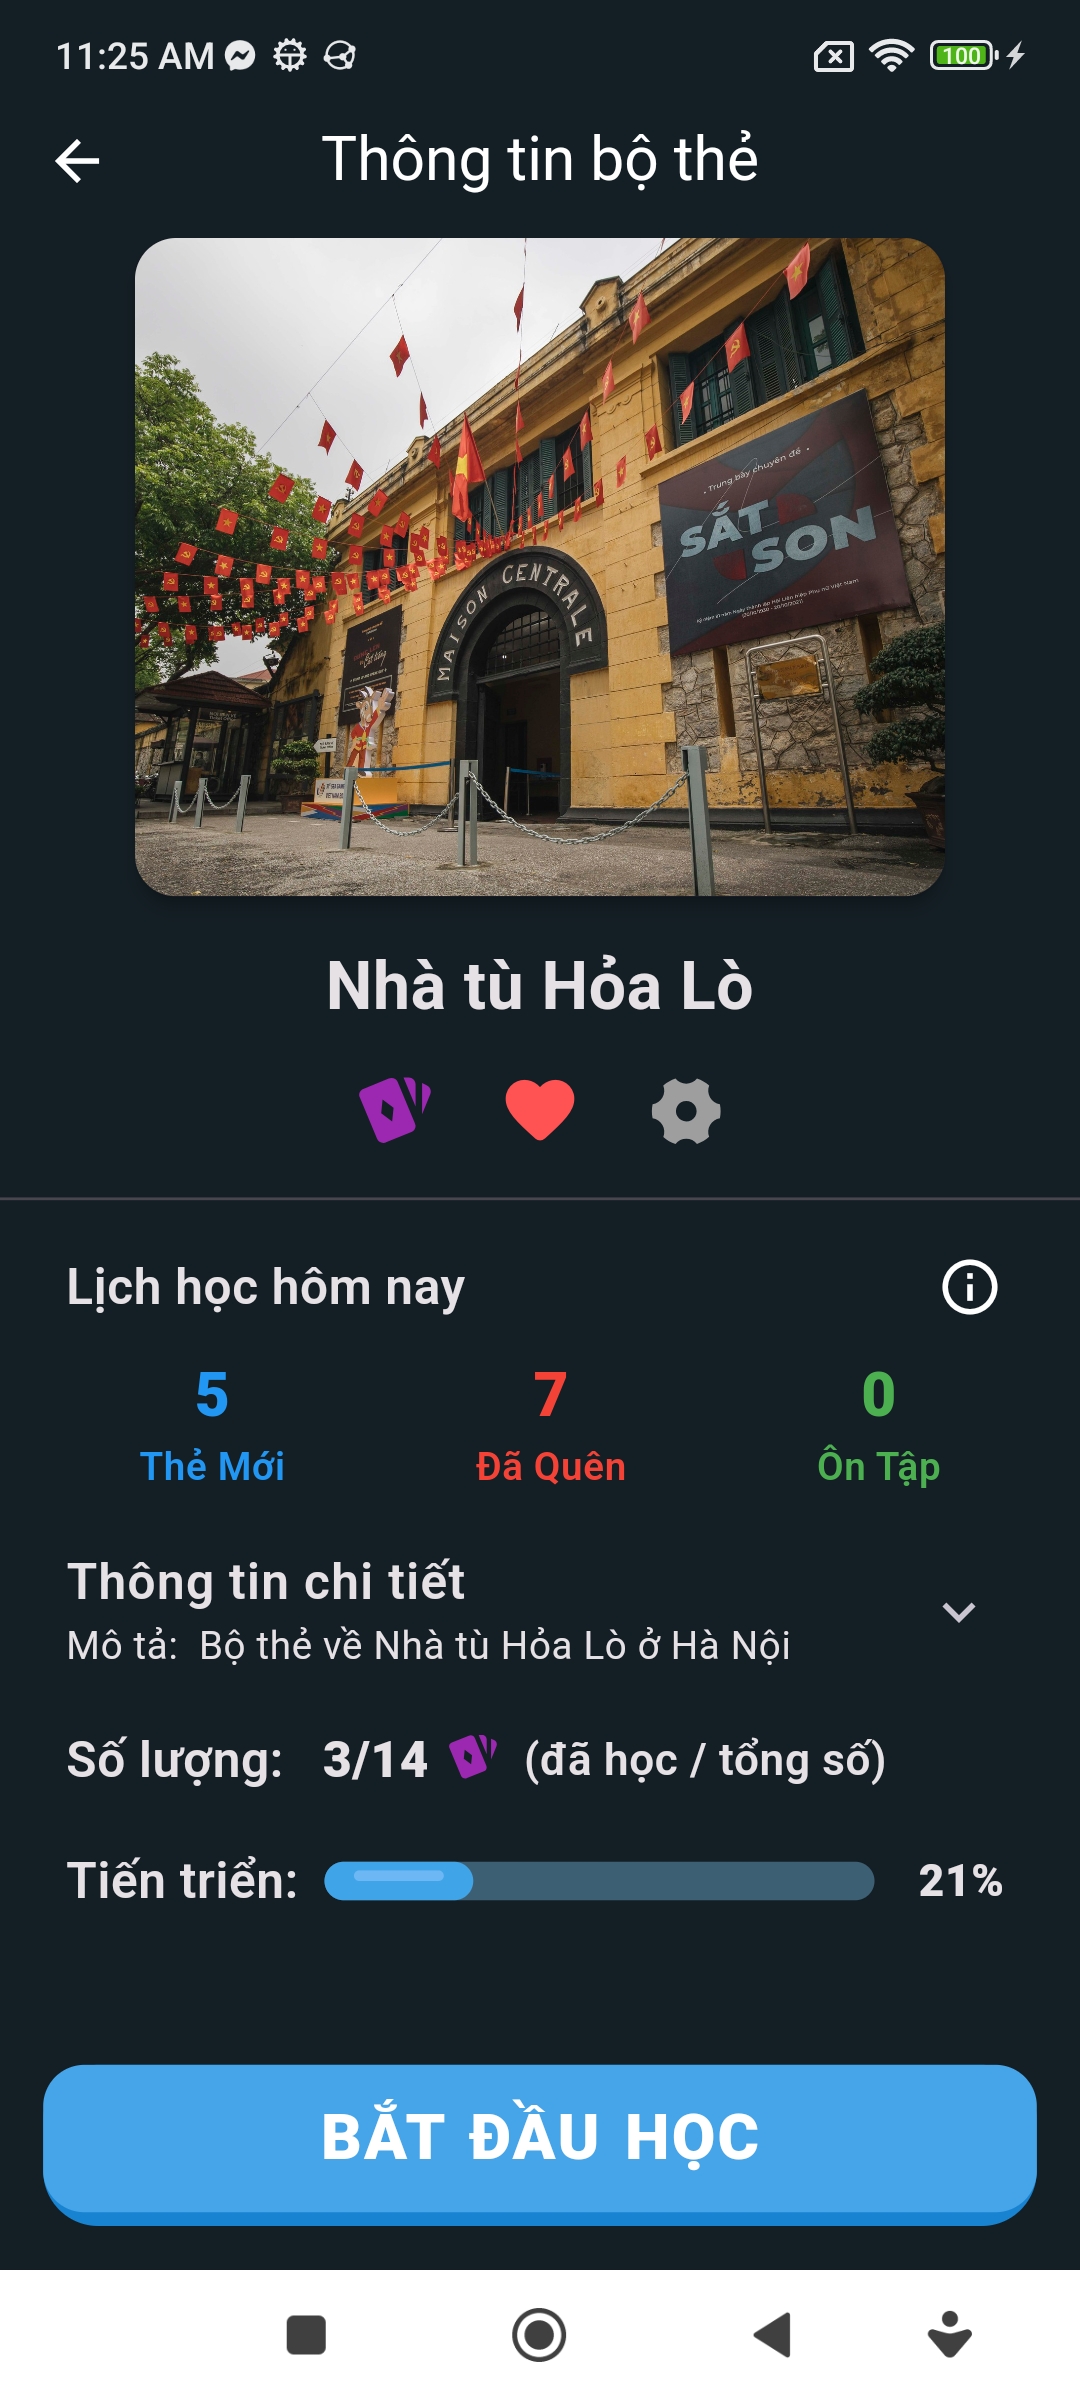 11:25 AM
100
Thông tin bộ thẻ
• Trưng bày chuyên đề •
SẮT
SON
MAISON CENTRALE
Nhà tù Hỏa Lò
Lịch học hôm nay
5 7 0
Thẻ Mới Đã Quên Ôn Tập
Thông tin chi tiết
Mô tả: Bộ thẻ về Nhà tù Hỏa Lò ở Hà Nội
Số lượng: 3/14 (đã học / tổng số)
Tiến triển: 21%
BẮT ĐẦU HỌC